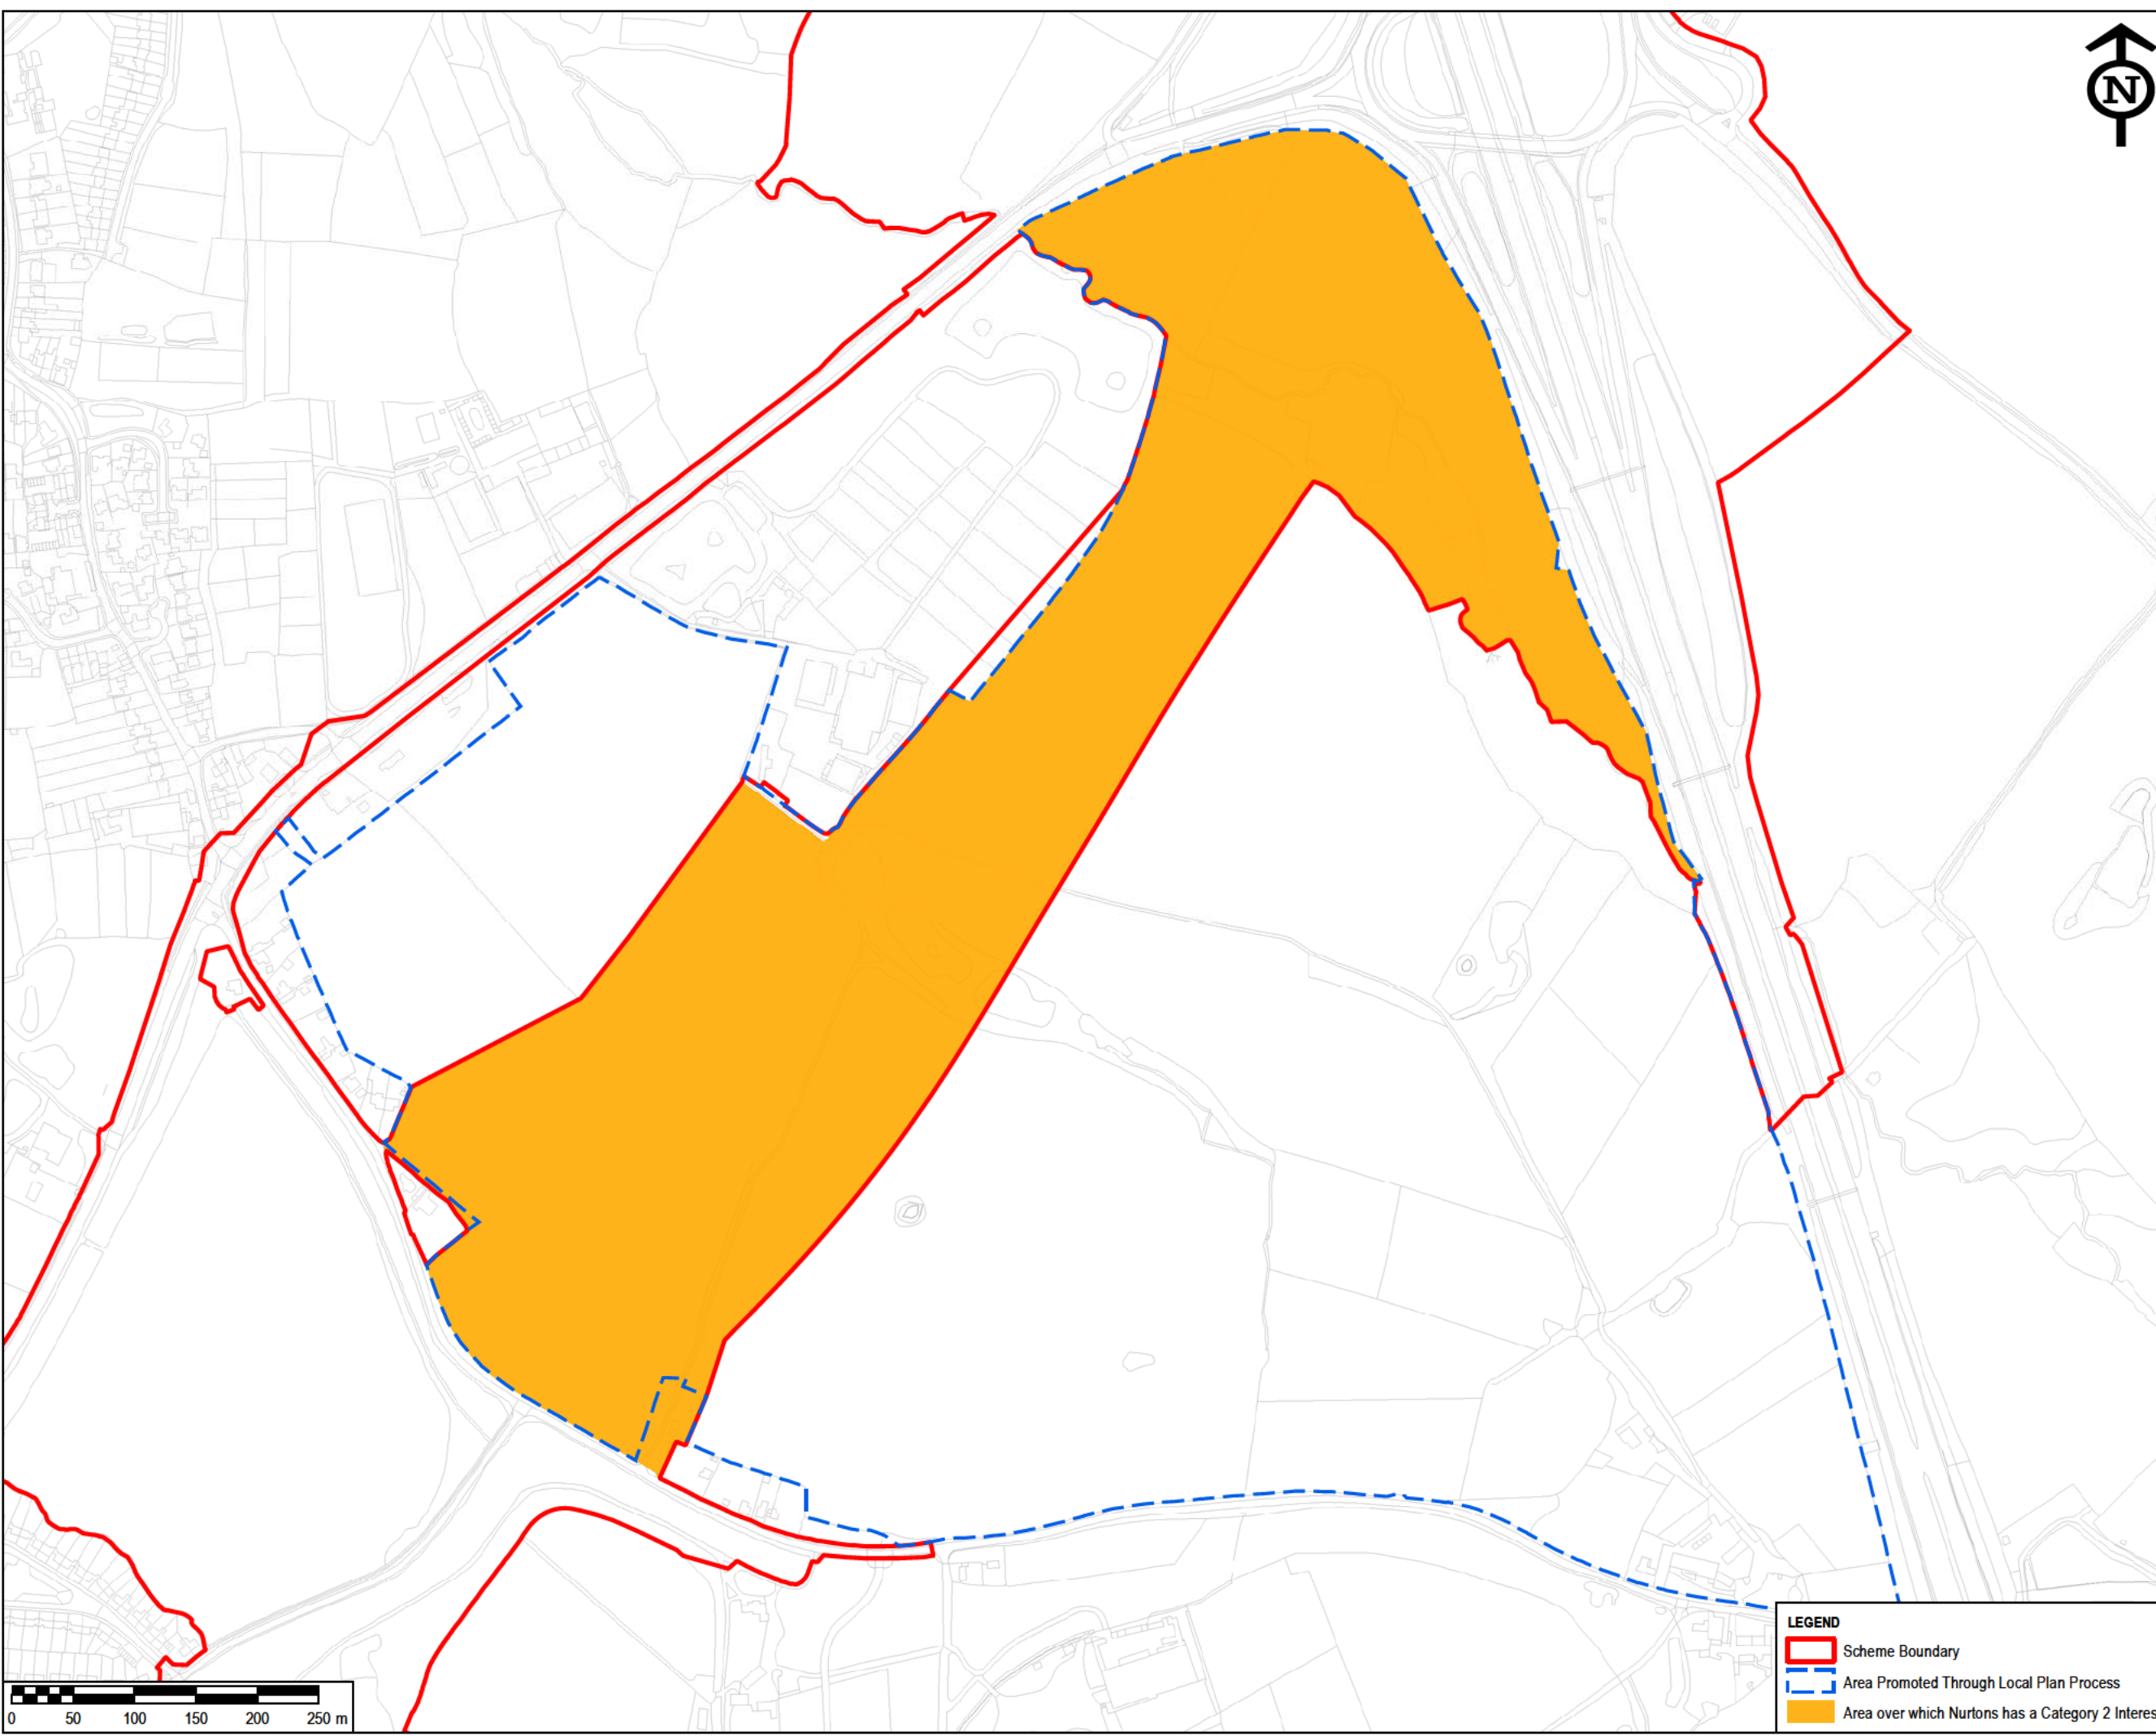 N
LEGEND
Scheme Boundary
Area Promoted Through Local Plan Process
Area over which Nurtons has a Category 2 Interes
0 50 100 150 200 250 m